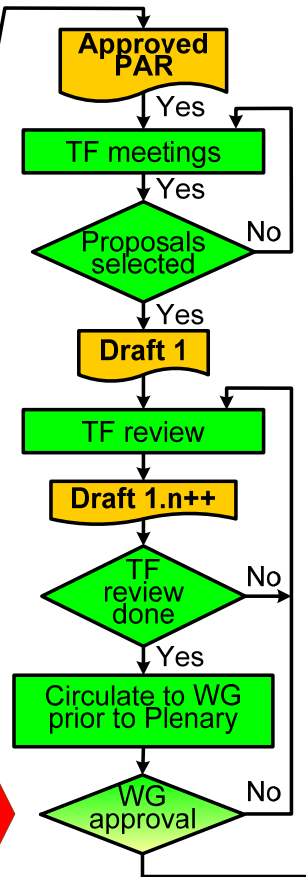 Approved
PAR
Yes
TF meetings
Yes
Proposals
selected
No
Yes
Draft 1
TF review
Draft 1.n++
TF
review
done
No
Yes
Circulate to WG
prior to Plenary
WG
approval
No